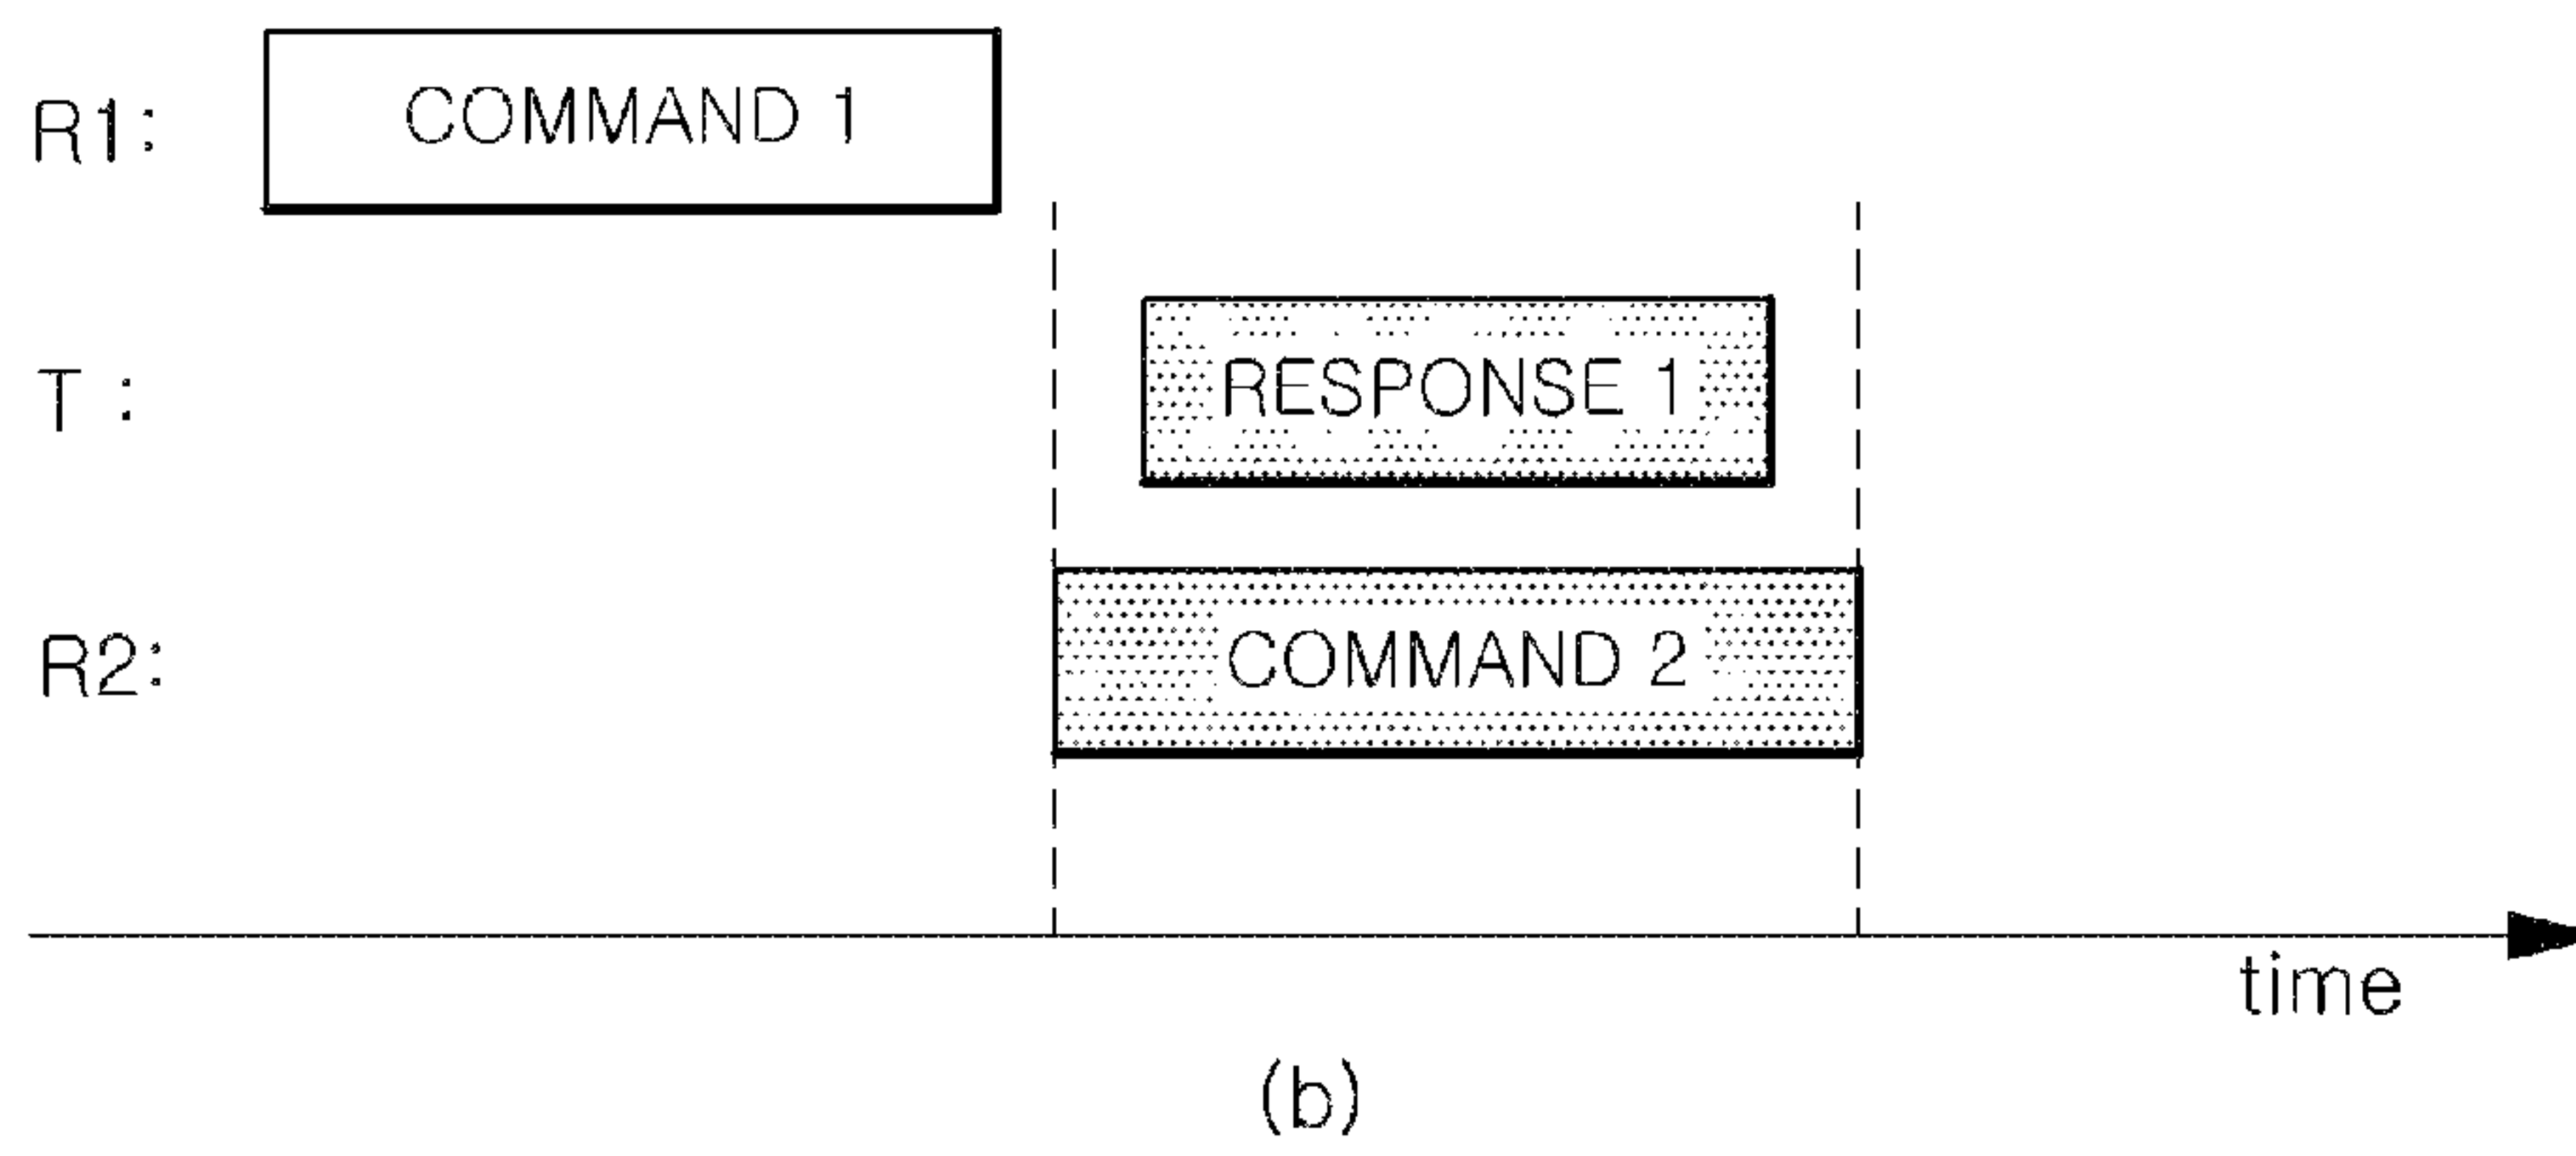 R1: COMMAND 1
T : RESPONSE 1
R2: COMMAND 2
time
(b)